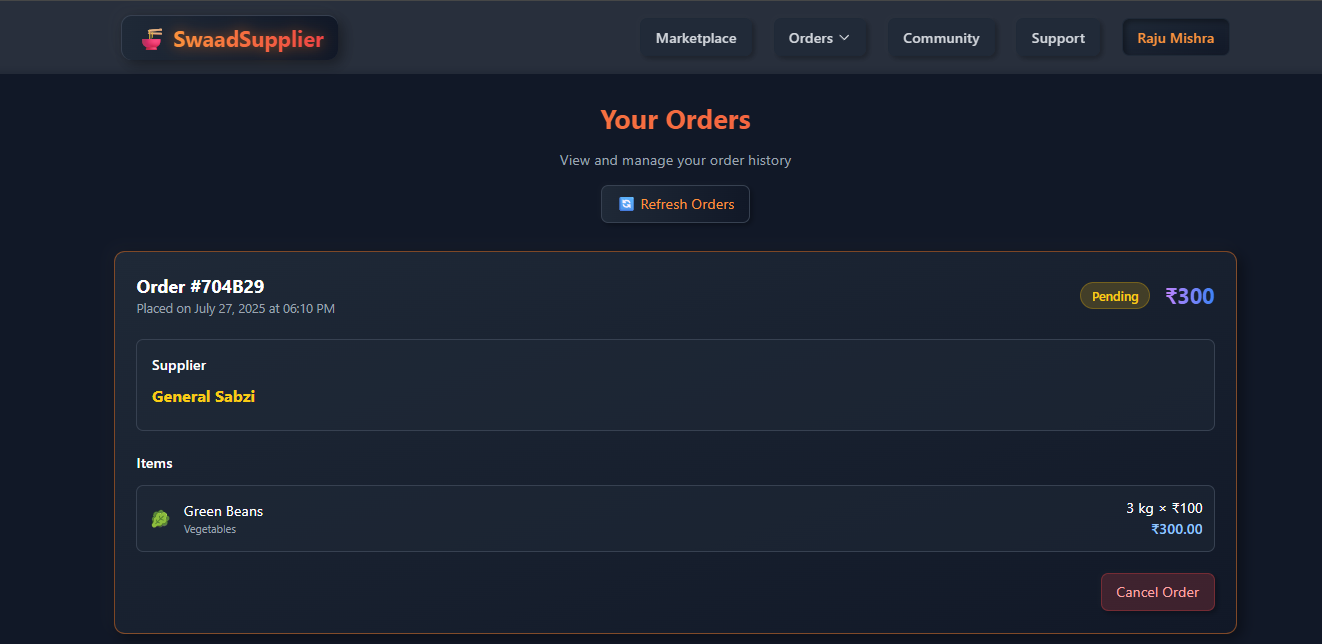 SwaadSupplier
Marketplace
Orders
Community
Support
Raju Mishra
Your Orders
View and manage your order history
Refresh Orders
Order #704B29
Placed on July 27, 2025 at 06:10 PM
Pending
₹300
Supplier
General Sabzi
Items
Green Beans
Vegetables
3 kg × ₹100
₹300.00
Cancel Order